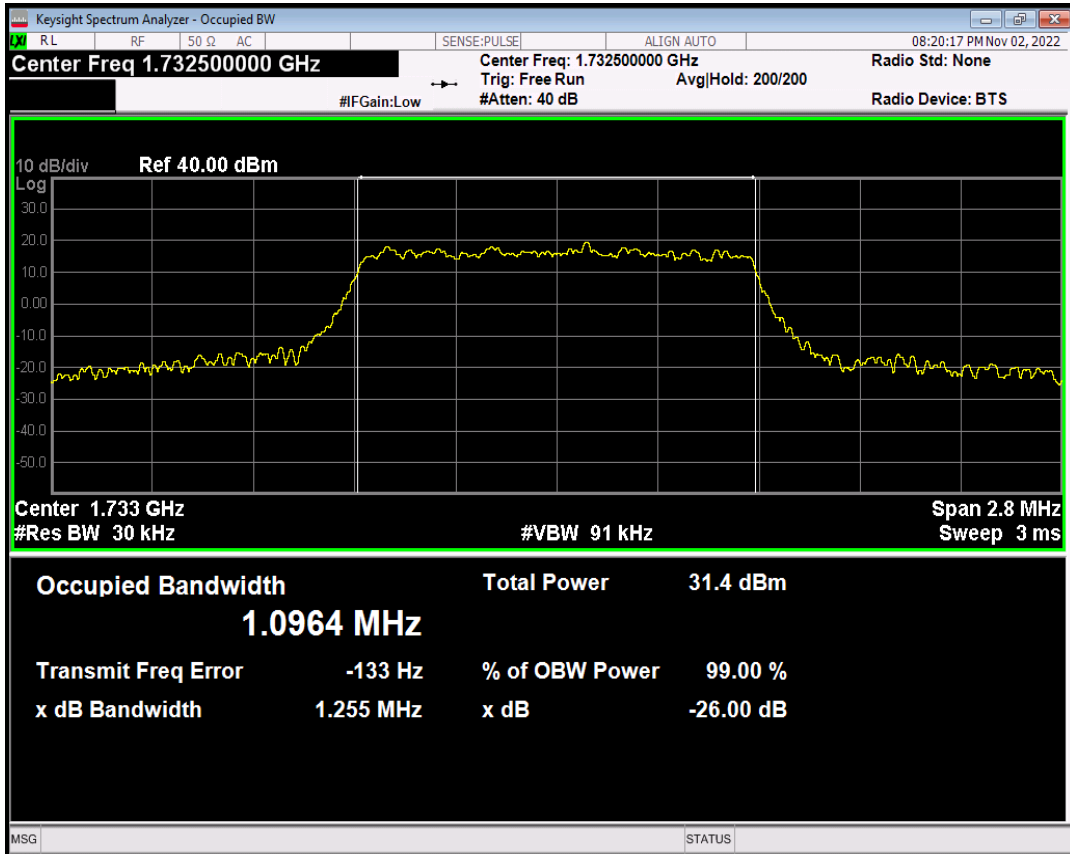 Keysight Spectrum Analyzer - Occupied BW
LXI RL RF 50 Ω AC SENSE:PULSE ALIGN AUTO 08:20:17 PM Nov 02, 2022
Center Freq 1.732500000 GHz
Center Freq: 1.732500000 GHz
Radio Std: None
Trig: Free Run Avg|Hold: 200/200
#IFGain:Low #Atten: 40 dB Radio Device: BTS
10 dB/div Ref 40.00 dBm
Log
30.0
20.0
10.0
0.00
-10.0
-20.0
-30.0
-40.0
-50.0
Center 1.733 GHz Span 2.8 MHz
#Res BW 30 kHz #VBW 91 kHz Sweep 3 ms
Occupied Bandwidth Total Power 31.4 dBm
1.0964 MHz
Transmit Freq Error -133 Hz % of OBW Power 99.00 %
x dB Bandwidth 1.255 MHz x dB -26.00 dB
MSG STATUS